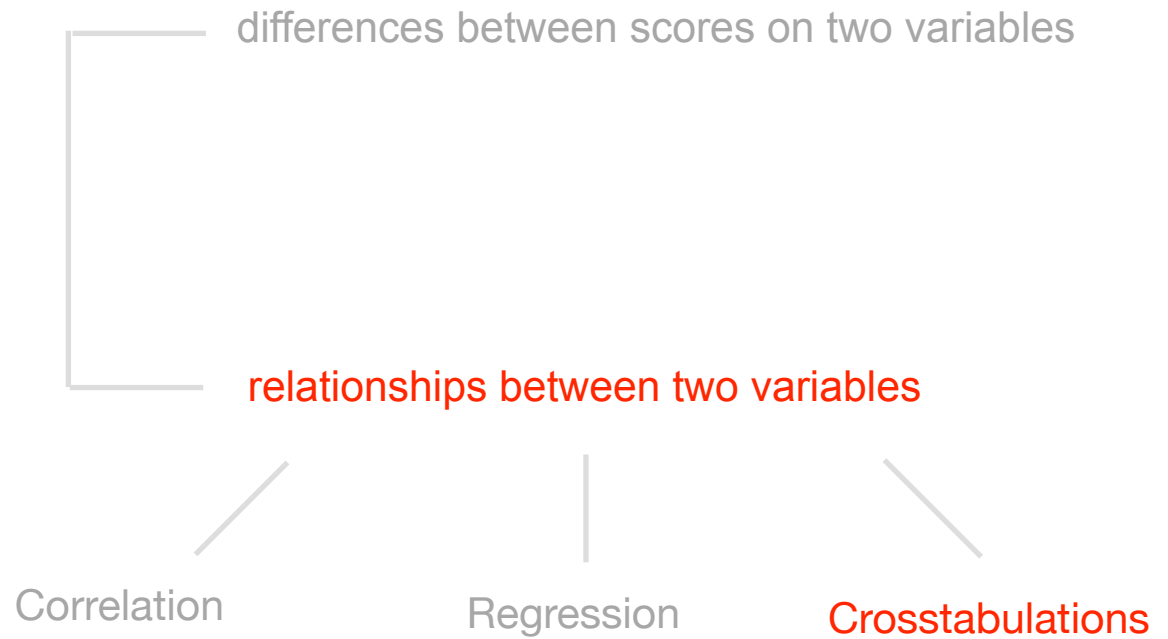 differences between scores on two variables
relationships between two variables
Correlation
Regression
Crosstabulations